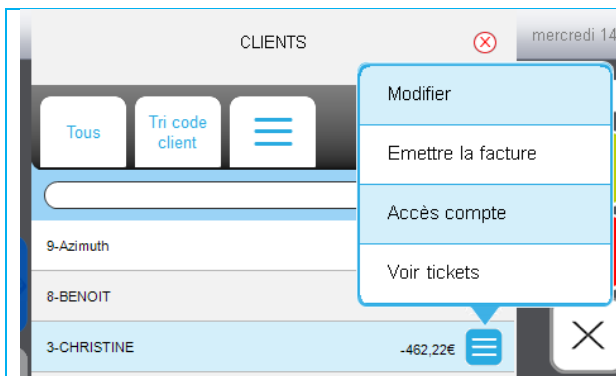 CLIENTS
mercredi 14
Tous
Tri code
client
Modifier
Emettre la facture
Accès compte
Voir tickets
9-Azimuth
8-BENOIT
3-CHRISTINE -462,22€